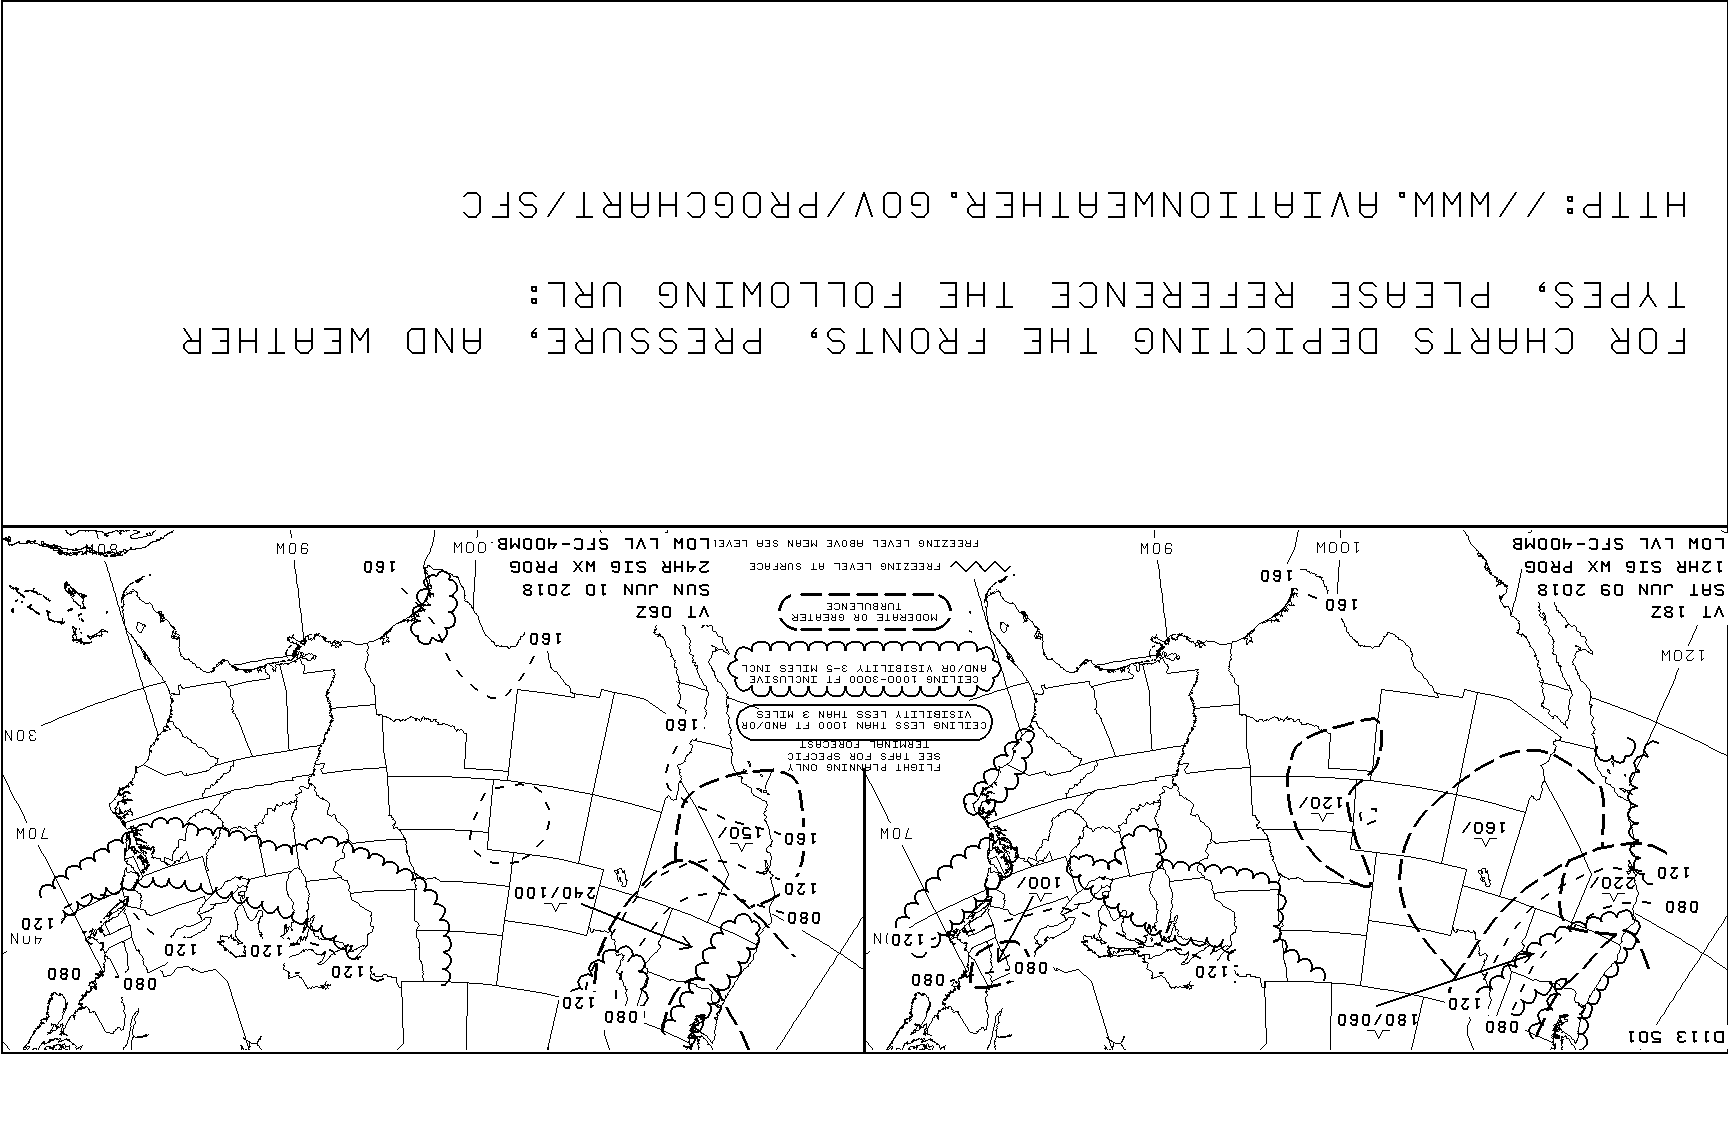 D113 501
180/060
080
120
120
080
080
120
080
100/
220/
160/
120/
70W
120W
160
160
100W
90W
VT 18Z
SAT JUN 09 2018
12HR SIG WX PROG
LOW LVL SFC-400MB
FLIGHT PLANNING ONLY
SEE TAFS FOR SPECFIC
TERMINAL FORECAST
CEILING LESS THAN 1000 FT AND/OR
VISIBILITY LESS THAN 3 MILES
CEILING 1000-3000 FT INCLUSIVE
AND/OR VISIBILITY 3-5 MILES INCL
MODERATE OR GREATER
TURBULENCE
FREEZING LEVEL AT SURFACE
FREEZING LEVEL ABOVE MEAN SEA LEVEL
080
120
080
080
120
120
120
40N
120
080
120
240/100
160
150/
70W
30N
160
160
160
90W
80W
VT 06Z
SUN JUN 10 2018
24HR SIG WX PROG
LOW LVL SFC-400MB
FOR CHARTS DEPICTING THE FRONTS, PRESSURE, AND WEATHER
TYPES, PLEASE REFERENCE THE FOLLOWING URL:
HTTP://WWW.AVIATIONWEATHER.GOV/PROGCHART/SFC